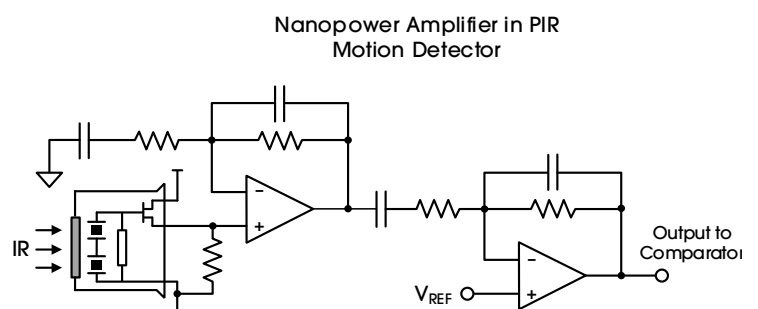 Nanopower Amplifier in PIR
Motion Detector
IR
−
+
−
+
VREF
Output to
Comparator